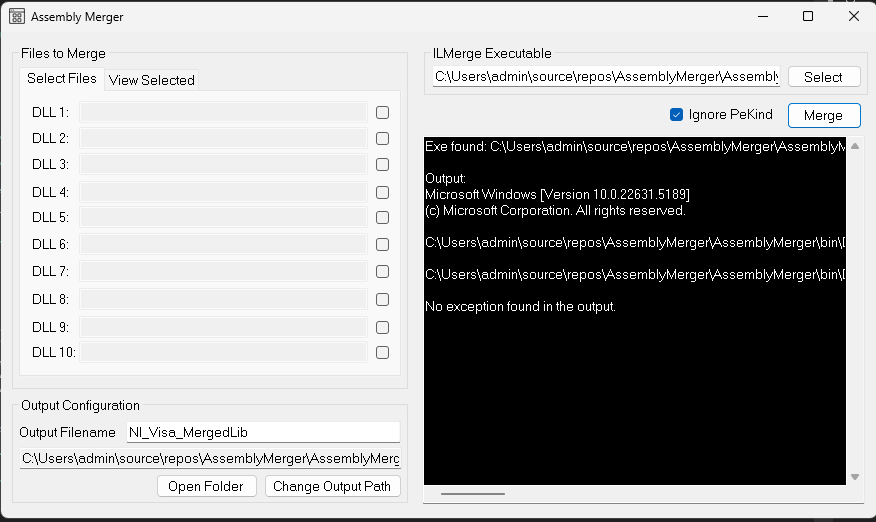 Assembly Merger
Files to Merge
Select Files
View Selected
DLL 1:
DLL 2:
DLL 3:
DLL 4:
DLL 5:
DLL 6:
DLL 7:
DLL 8:
DLL 9:
DLL 10:
Output Configuration
Output Filename NI_Visa_MergedLib
C:\Users\admin\source\repos\AssemblyMerger\AssemblyMerg
Open Folder
Change Output Path
ILMerge Executable
C:\Users\admin\source\repos\AssemblyMerger\Assembly
Select
Ignore PeKind
Merge
Exe found: C:\Users\admin\source\repos\AssemblyMerger\AssemblyM
Output:
Microsoft Windows [Version 10.0.22631.5189]
(c) Microsoft Corporation. All rights reserved.
C:\Users\admin\source\repos\AssemblyMerger\AssemblyMerger\bin\D
C:\Users\admin\source\repos\AssemblyMerger\AssemblyMerger\bin\D
No exception found in the output.